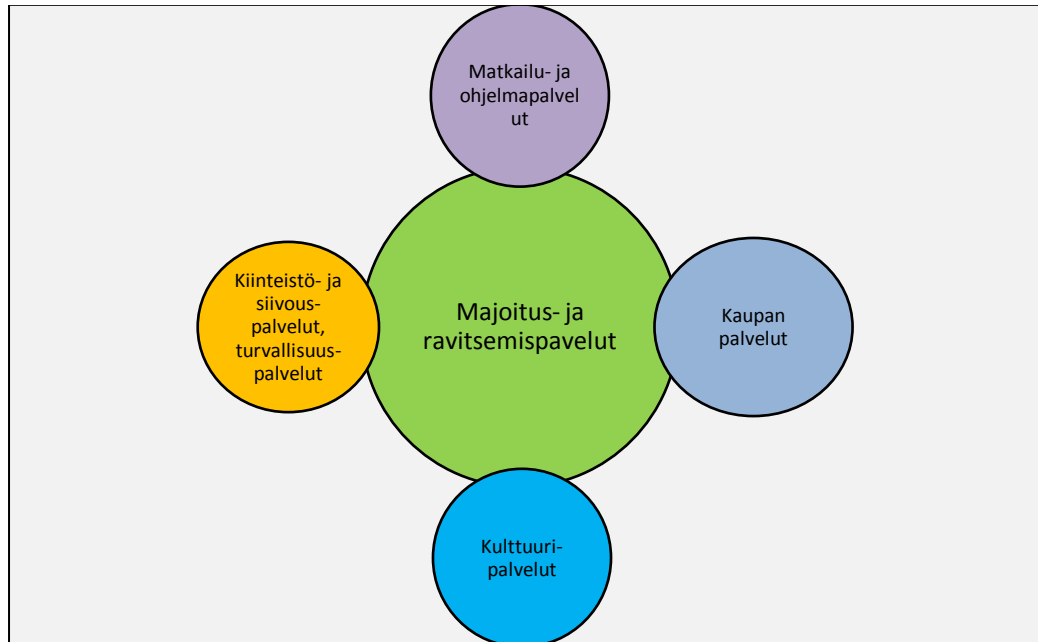 Matkailu- ja
ohjelmapalvel
ut
Kiinteistö- ja
siivous-
palvelut,
turvallisuus-
palvelut
Majoitus- ja
ravitsemispavelut
Kaupan
palvelut
Kulttuuri-
palvelut